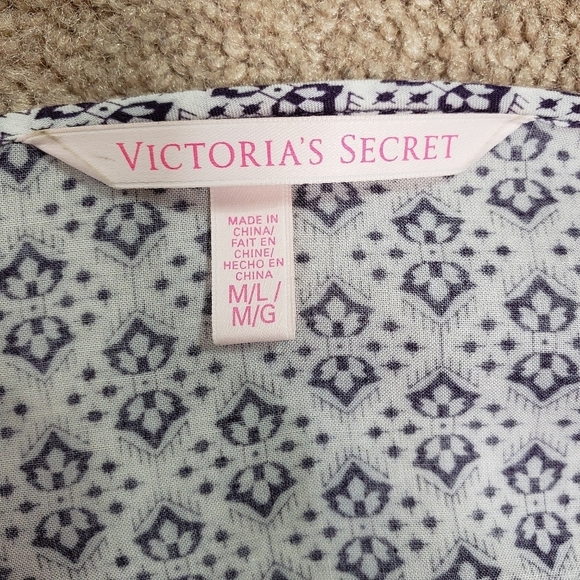 VICTORIA'S SECRET
MADE IN
CHINA/
FAIT EN
CHINE/
HECHO EN
CHINA
M/L/
M/G